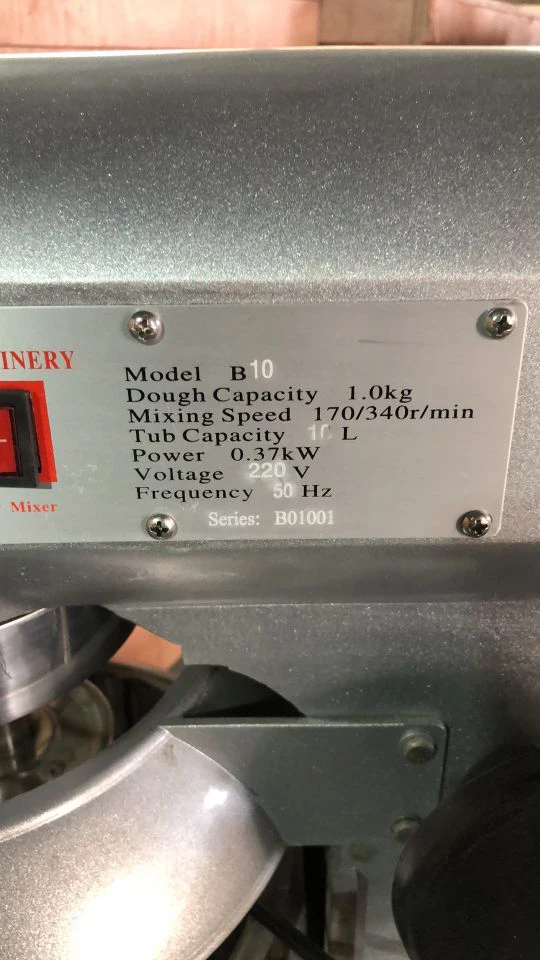 INERY
Model B10
Dough Capacity 1.0kg
Mixing Speed 170/340r/min
Tub Capacity 10 L
Power 0.37kW
Voltage 220 V
Frequency 50 Hz
Mixer
Series: B01001